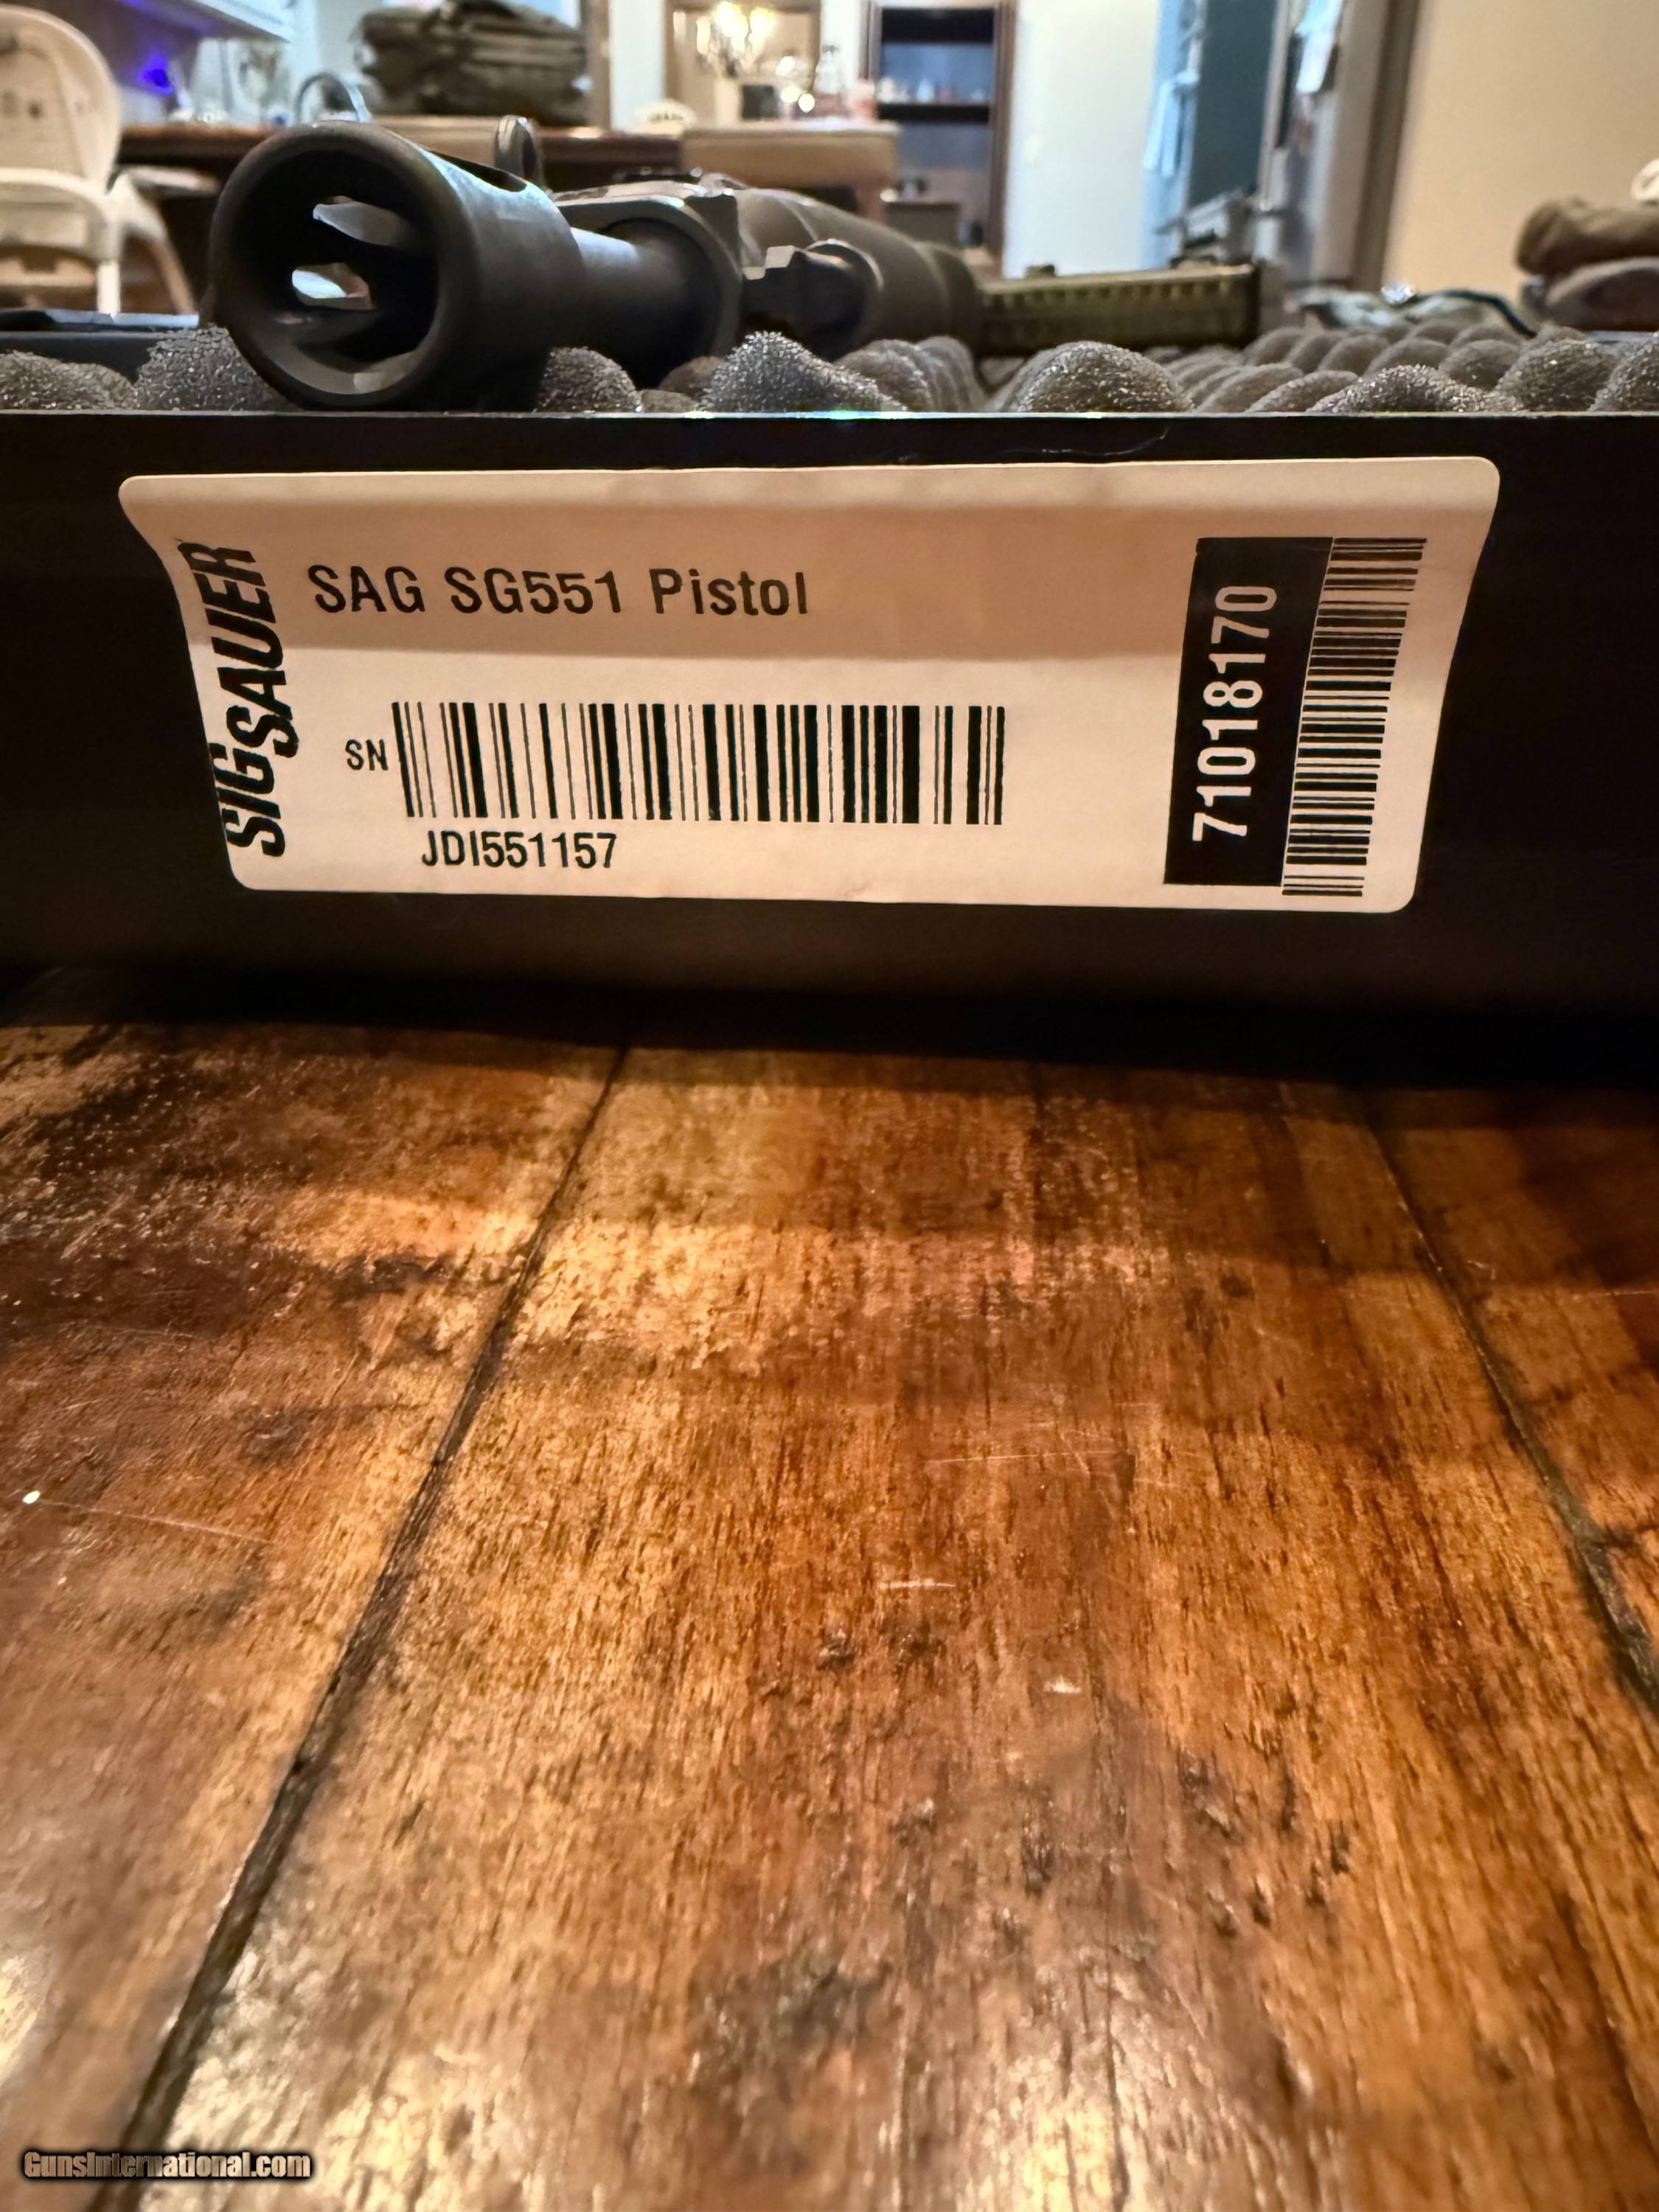 SIGSAUER
SAG SG551 Pistol
SN
JDI551157
71018170
GunsInternational.com